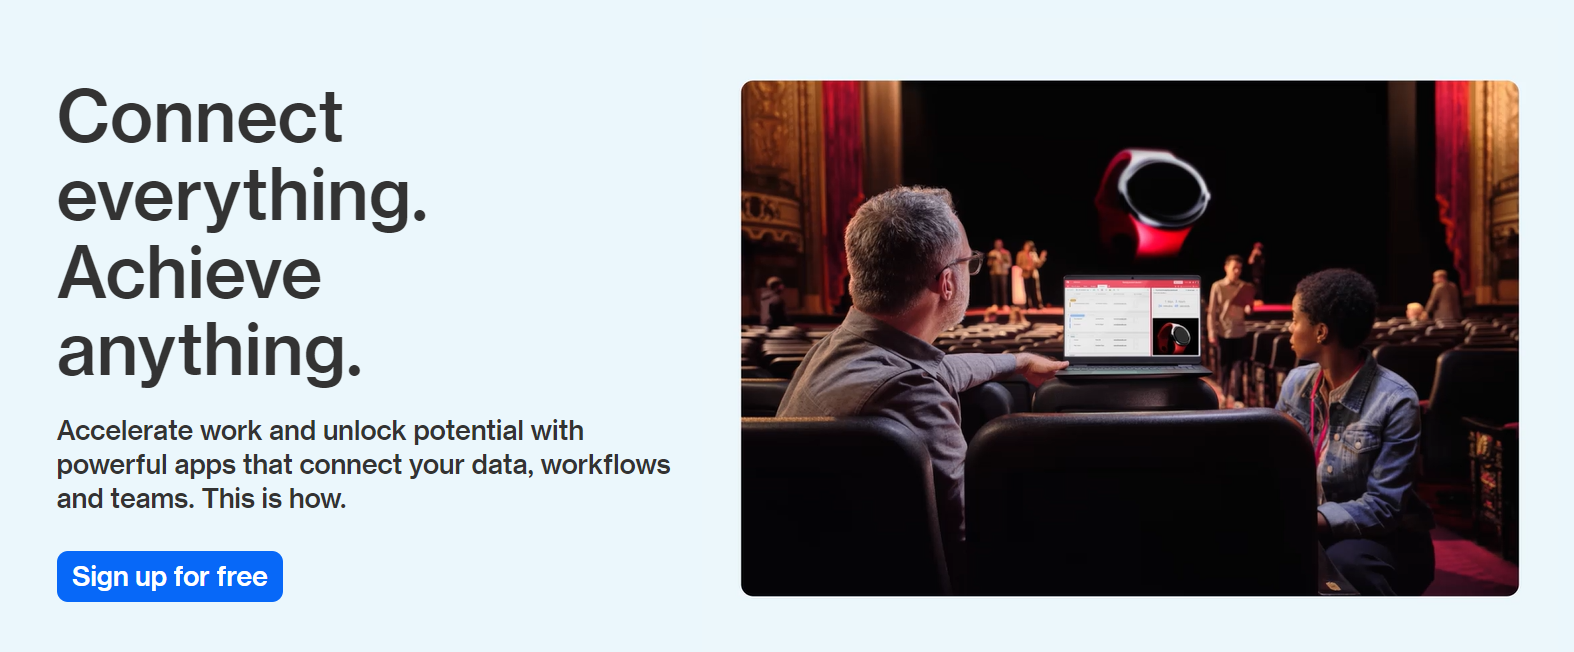 Connect
everything.
Achieve
anything.
Accelerate work and unlock potential with
powerful apps that connect your data, workflows
and teams. This is how.
Sign up for free